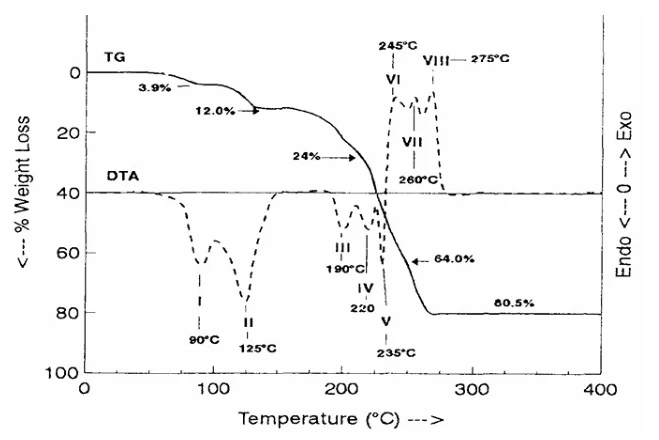 245°C
TG
VIII — 275°C
VI
0
3.9%
12.0%
20
VII
24%
DTA
260°C
40
III
60
190°C
64.0%
I
IV
80
220
80.5%
II
V
90°C
125°C
235°C
100
0
100
200
300
400
Temperature (°C) --->
<--- % Weight Loss
Endo <--0--> Exo